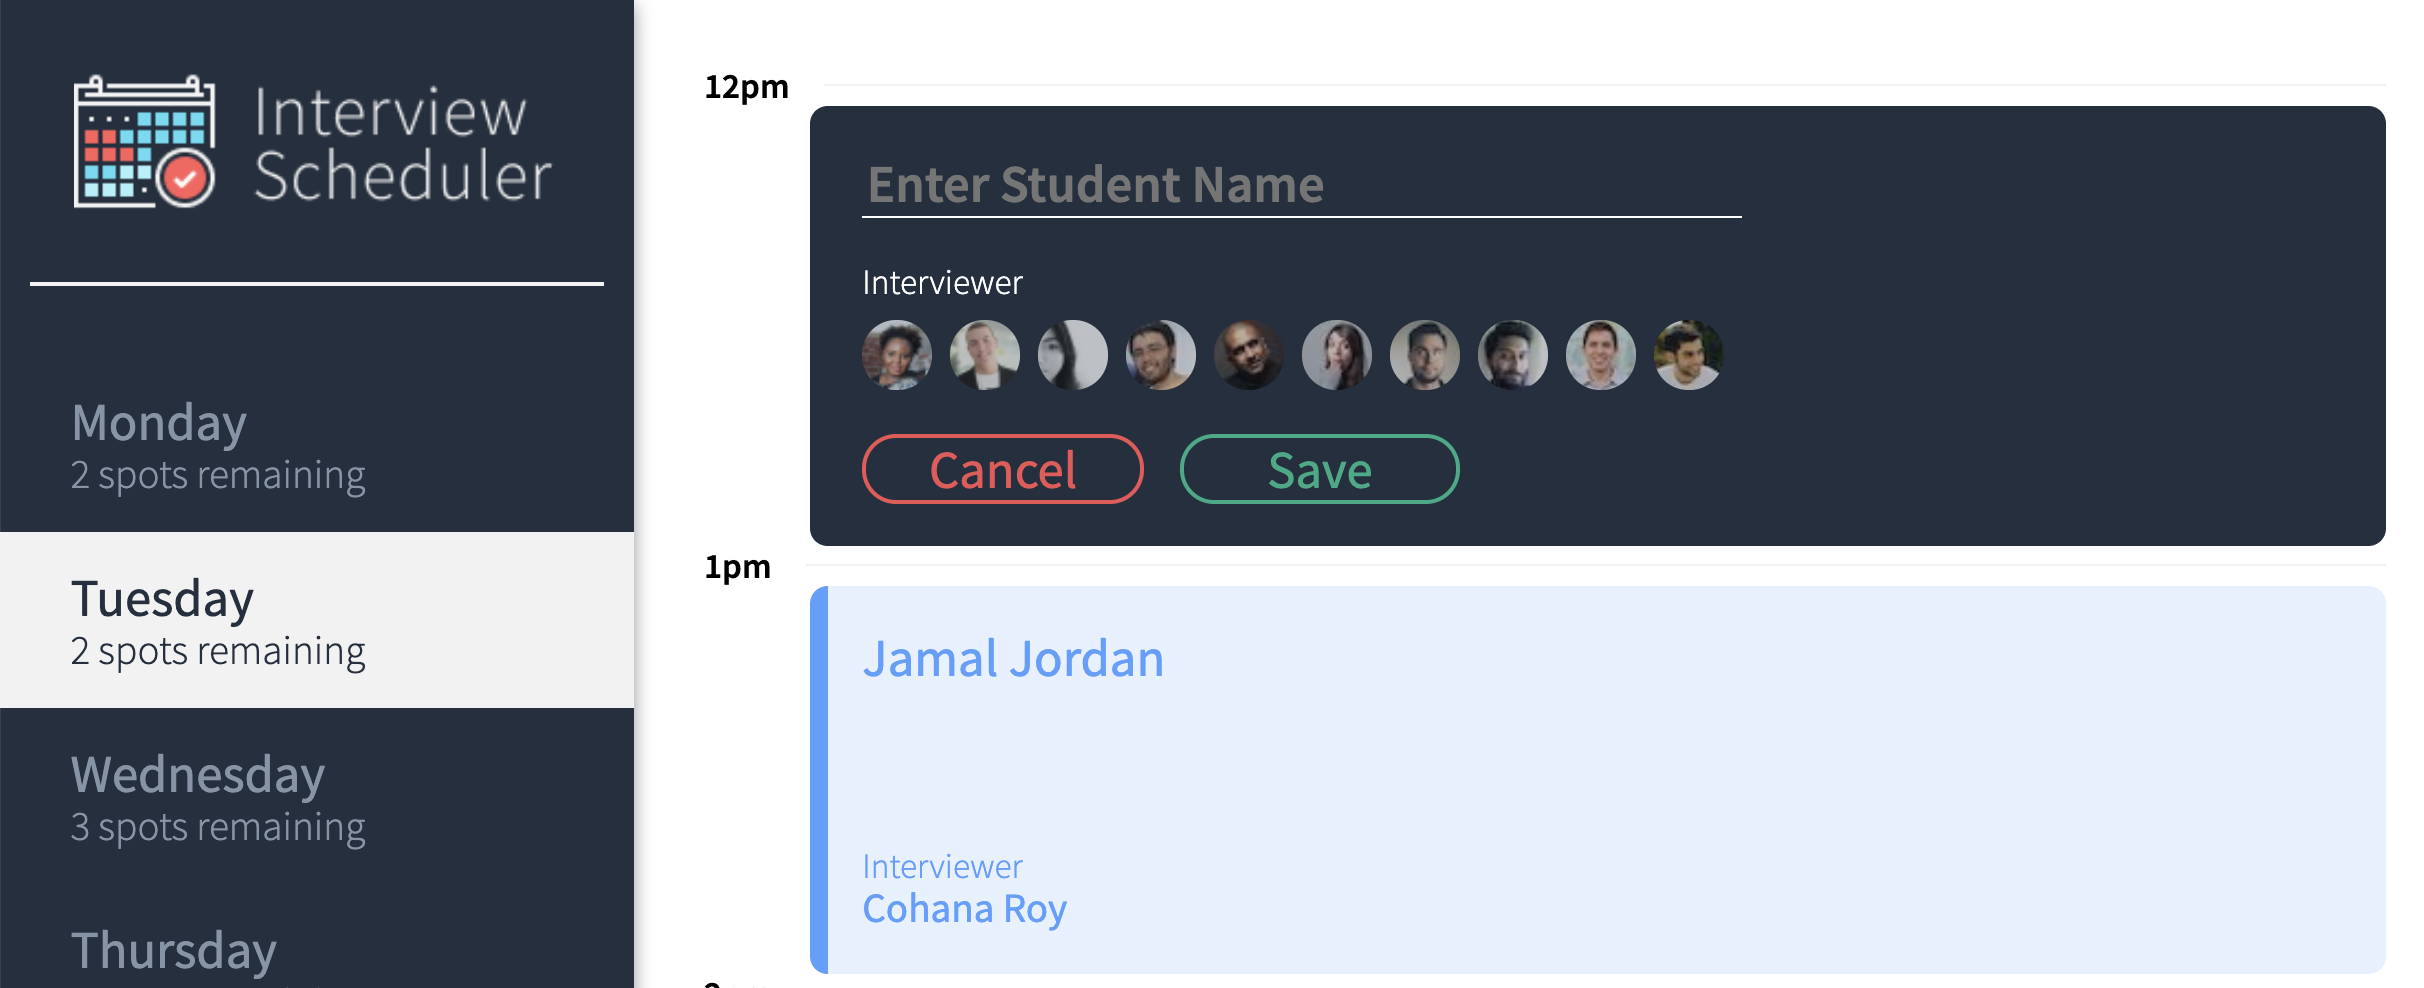 Interview
Scheduler
Monday
2 spots remaining
Tuesday
2 spots remaining
Wednesday
3 spots remaining
Thursday
12pm
Enter Student Name
Interviewer
Cancel
Save
1pm
Jamal Jordan
Interviewer
Cohana Roy